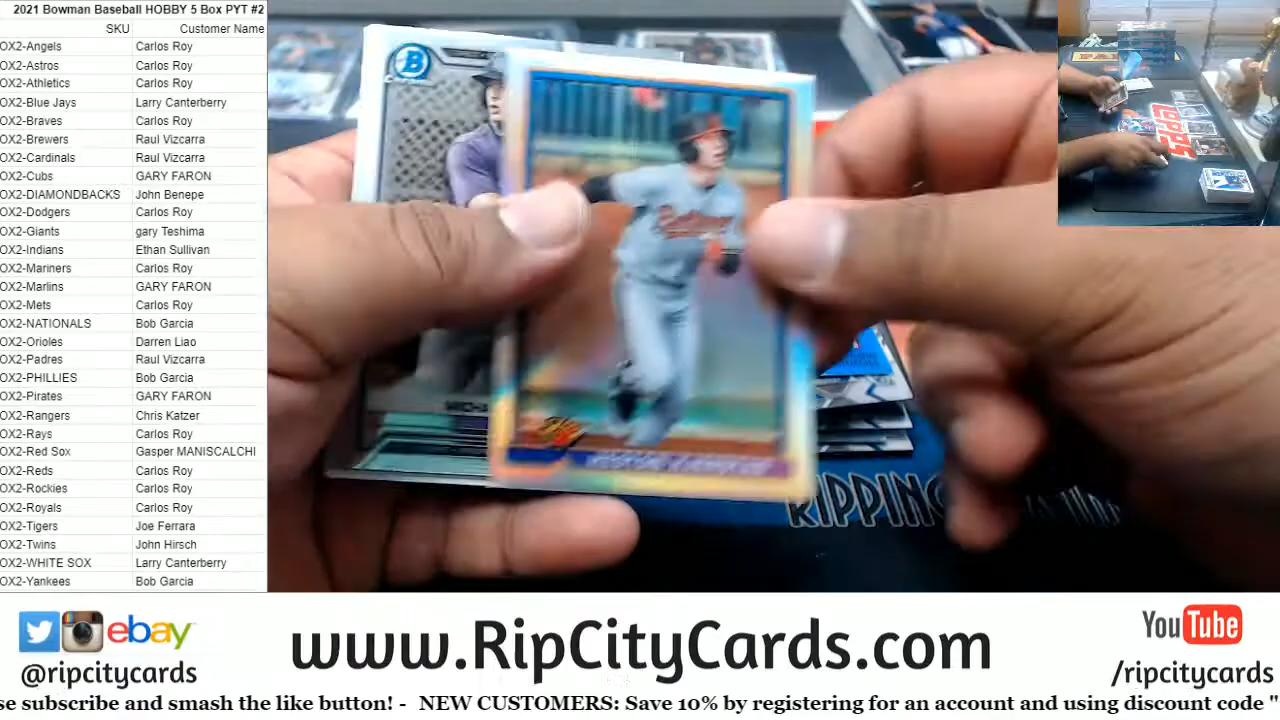 2021 Bowman Baseball HOBBY 5 Box PYT #2
SKU Customer Name
OX2-Angels Carlos Roy
OX2-Astros Carlos Roy
OX2-Athletics Carlos Roy
OX2-Blue Jays Larry Canterberry
OX2-Braves Carlos Roy
OX2-Brewers Raul Vizcarra
OX2-Cardinals Raul Vizcarra
OX2-Cubs GARY FARON
OX2-DIAMONDBACKS John Benepe
OX2-Dodgers Carlos Roy
OX2-Giants gary Teshima
OX2-Indians Ethan Sullivan
OX2-Mariners Carlos Roy
OX2-Marlins GARY FARON
OX2-Mets Carlos Roy
OX2-NATIONALS Bob Garcia
OX2-Orioles Darren Liao
OX2-Padres Raul Vizcarra
OX2-PHILLIES Bob Garcia
OX2-Pirates GARY FARON
OX2-Rangers Chris Katzer
OX2-Rays Carlos Roy
OX2-Red Sox Gasper MANISCALCHI
OX2-Reds Carlos Roy
OX2-Rockies Carlos Roy
OX2-Royals Carlos Roy
OX2-Tigers Joe Ferrara
OX2-Twins John Hirsch
OX2-WHITE SOX Larry Canterberry
OX2-Yankees Bob Garcia
B
RIPPING
ebay
@ripcitycards
www.RipCityCards.com
YouTube
/ripcitycards
se subscribe and smash the like button! - NEW CUSTOMERS: Save 10% by registering for an account and using discount code "